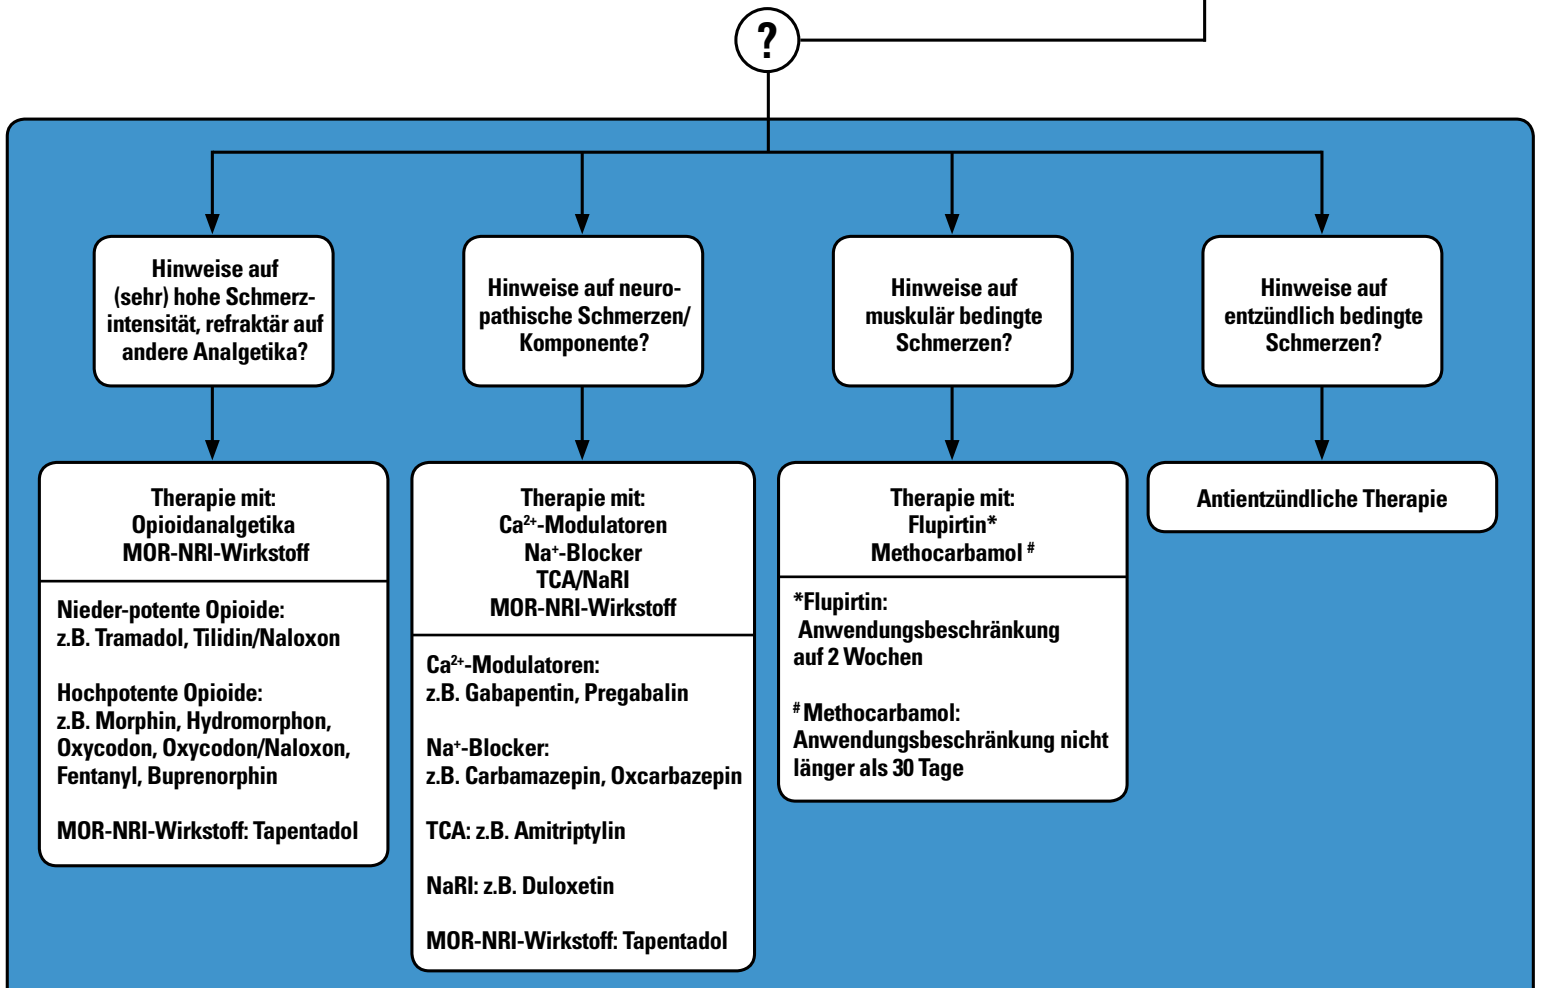 ?
Hinweise auf
(sehr) hohe Schmerz-
intensität, refraktär auf
andere Analgetika?
Hinweise auf neuro-
pathische Schmerzen/
Komponente?
Hinweise auf
muskulär bedingte
Schmerzen?
Hinweise auf
entzündlich bedingte
Schmerzen?
Therapie mit:
Opioidanalgetika
MOR-NRI-Wirkstoff
Nieder-potente Opioide:
z.B. Tramadol, Tilidin/Naloxon
Hochpotente Opioide:
z.B. Morphin, Hydromorphon,
Oxycodon, Oxycodon/Naloxon,
Fentanyl, Buprenorphin
MOR-NRI-Wirkstoff: Tapentadol
Therapie mit:
Ca²⁺-Modulatoren
Na⁺-Blocker
TCA/NaRI
MOR-NRI-Wirkstoff
Ca²⁺-Modulatoren:
z.B. Gabapentin, Pregabalin
Na⁺-Blocker:
z.B. Carbamazepin, Oxcarbazepin
TCA: z.B. Amitriptylin
NaRI: z.B. Duloxetin
MOR-NRI-Wirkstoff: Tapentadol
Therapie mit:
Flupirtin*
Methocarbamol #
*Flupirtin:
Anwendungsbeschränkung
auf 2 Wochen
# Methocarbamol:
Anwendungsbeschränkung nicht
länger als 30 Tage
Antientzündliche Therapie